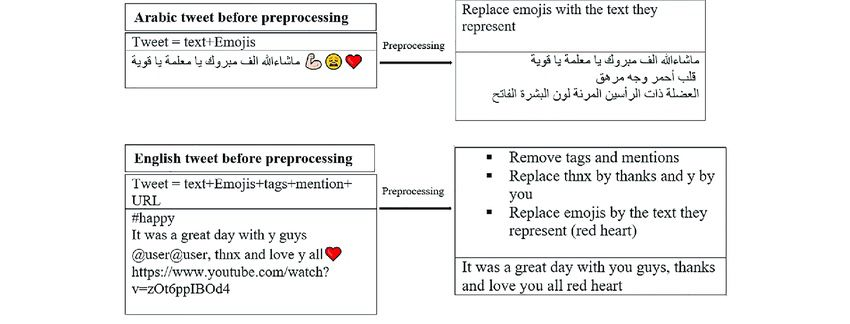 Arabic tweet before preprocessing
Tweet = text+Emojis
ماشاءالله الف مبروك يا معلمة يا قوية 💪🏻😩❤️
Preprocessing
Replace emojis with the text they
represent
ماشاءالله الف مبروك يا معلمة يا قوية
قلب أحمر وجه مرهق
العضلة ذات الرأسين المرنة لون البشرة الفاتح
English tweet before preprocessing
Tweet = text+Emojis+tags+mention+
URL
#happy
It was a great day with y guys
@user@user, thnx and love y all❤️
https://www.youtube.com/watch?
v=zOt6ppIBOd4
Preprocessing
▪ Remove tags and mentions
▪ Replace thnx by thanks and y by
you
▪ Replace emojis by the text they
represent (red heart)
It was a great day with you guys, thanks
and love you all red heart